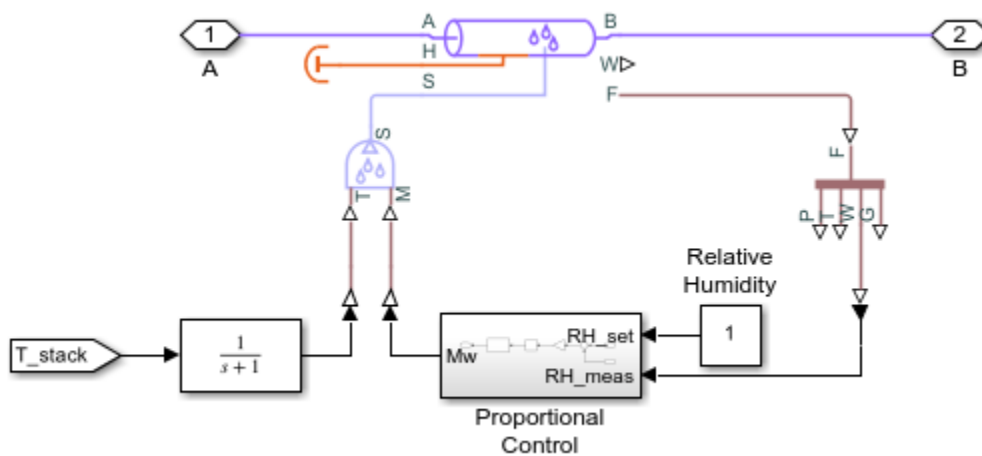 A
B
1
2
A
H
W
B
S
F
S
F
T
M
P
T
W
G
Relative
Humidity
T_stack
1
s + 1
Mw
RH_set
1
RH_meas
Proportional
Control